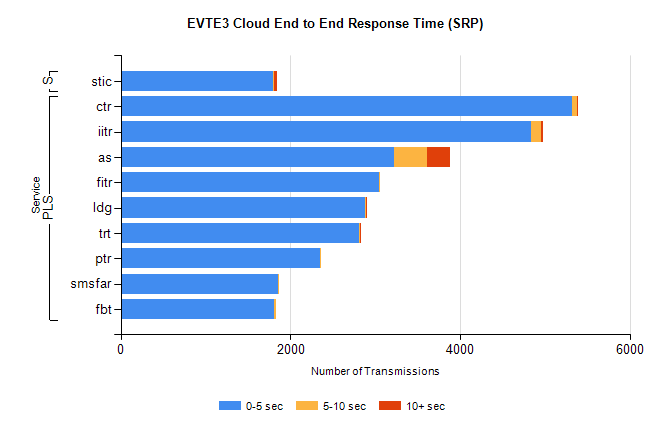 EVTE3 Cloud End to End Response Time (SRP)
S
stic
ctr
iitr
as
fitr
ldg
trt
ptr
smsfar
fbt
Service
PLS
0 2000 4000 6000
Number of Transmissions
0-5 sec 5-10 sec 10+ sec